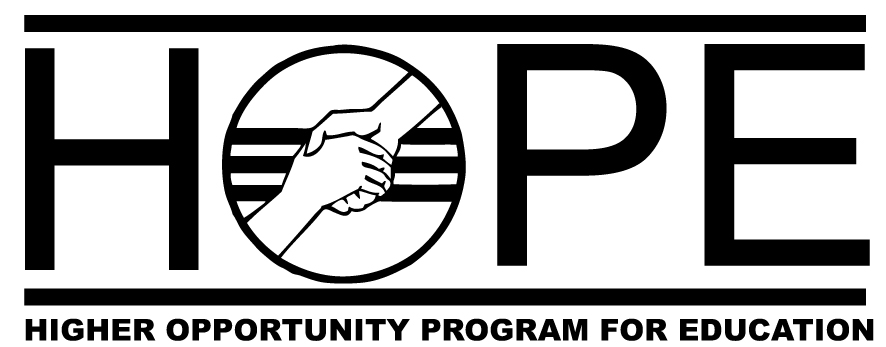 HOPE
HIGHER OPPORTUNITY PROGRAM FOR EDUCATION